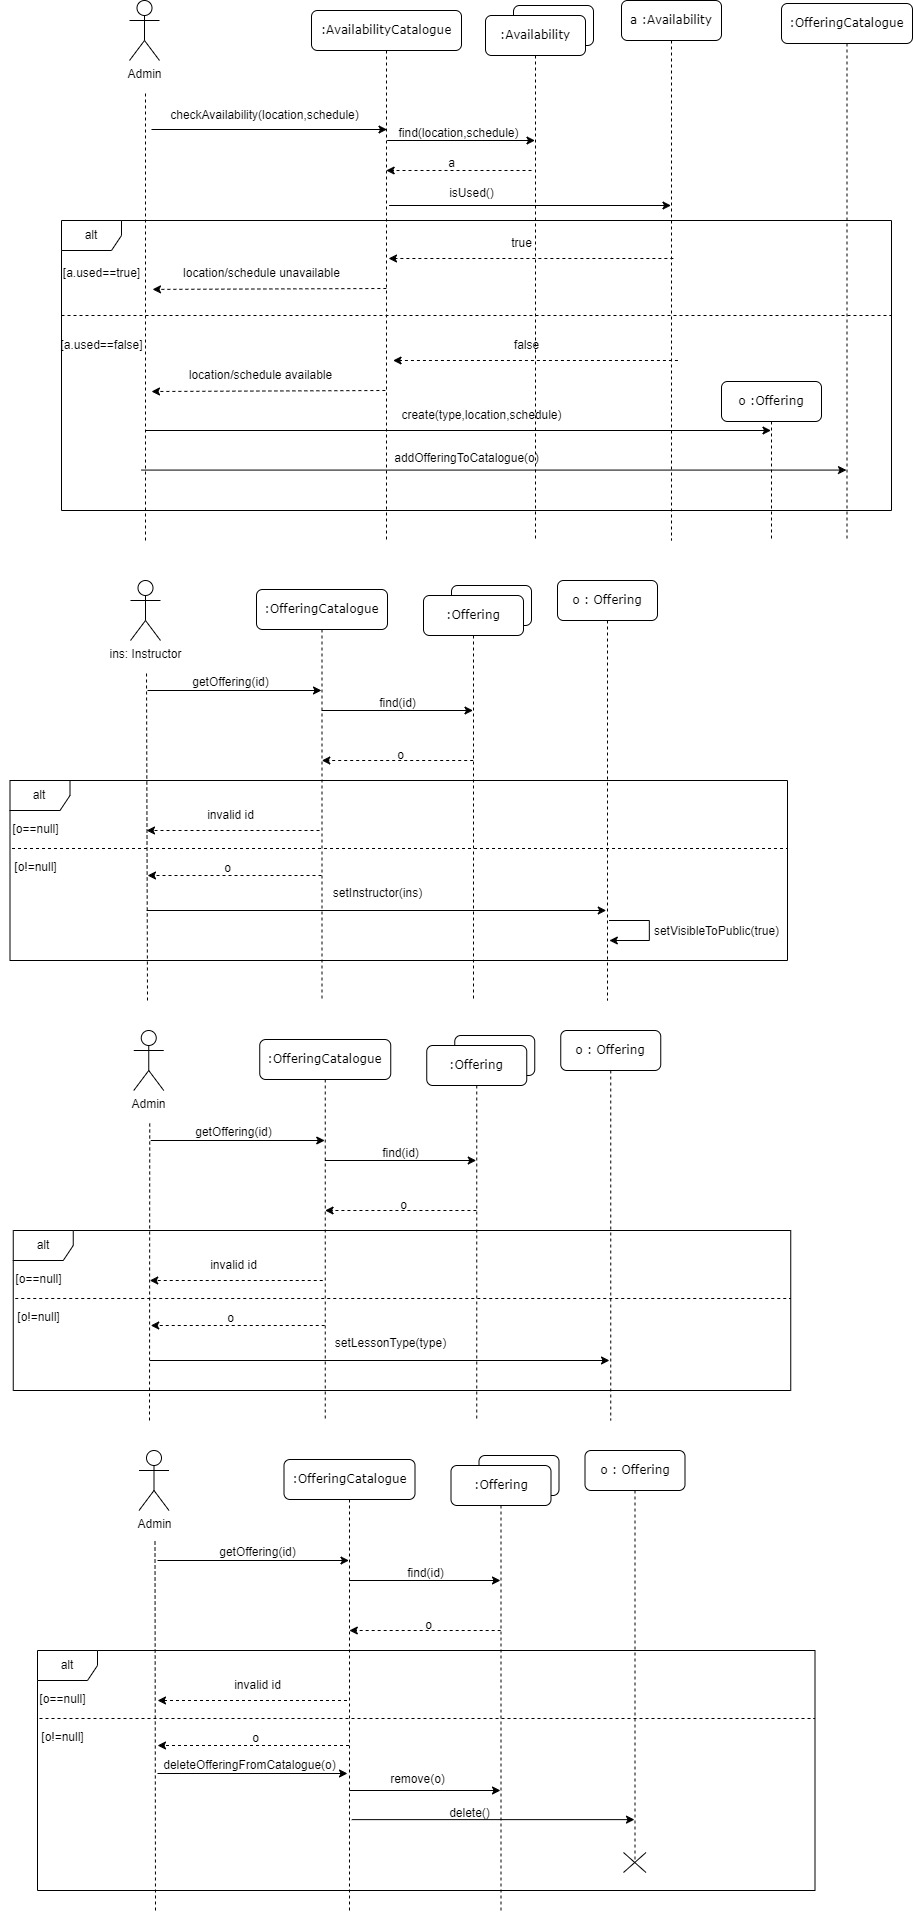 Admin
:AvailabilityCatalogue
:Availability
a :Availability
:OfferingCatalogue
checkAvailability(location,schedule)
find(location,schedule)
a
isUsed()
alt
true
[a.used==true]
location/schedule unavailable
[a.used==false]
false
location/schedule available
o :Offering
create(type,location,schedule)
addOfferingToCatalogue(o)
ins: Instructor
:OfferingCatalogue
:Offering
o : Offering
getOffering(id)
find(id)
o
alt
invalid id
[o==null]
[o!=null]
o
setInstructor(ins)
setVisibleToPublic(true)
Admin
:OfferingCatalogue
:Offering
o : Offering
getOffering(id)
find(id)
o
alt
invalid id
[o==null]
[o!=null]
o
setLessonType(type)
Admin
:OfferingCatalogue
:Offering
o : Offering
getOffering(id)
find(id)
o
alt
invalid id
[o==null]
[o!=null]
o
deleteOfferingFromCatalogue(o)
remove(o)
delete()